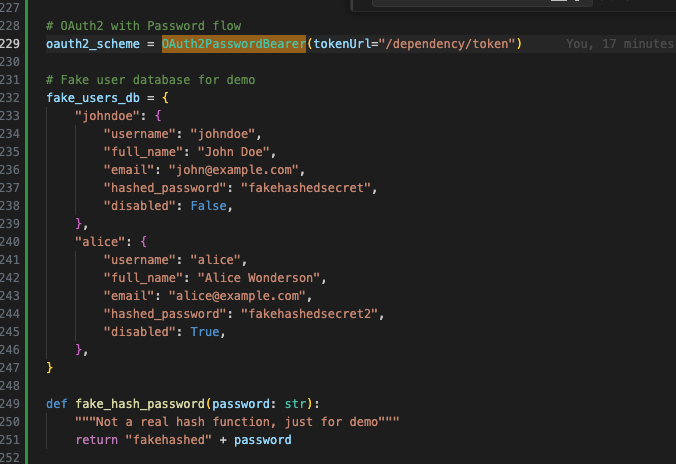 227
228 # OAuth2 with Password flow
229 oauth2_scheme = OAuth2PasswordBearer(tokenUrl="/dependency/token") You, 17 minutes
230
231 # Fake user database for demo
232 fake_users_db = {
233     "johndoe": {
234         "username": "johndoe",
235         "full_name": "John Doe",
236         "email": "john@example.com",
237         "hashed_password": "fakehashedsecret",
238         "disabled": False,
239     },
240     "alice": {
241         "username": "alice",
242         "full_name": "Alice Wonderson",
243         "email": "alice@example.com",
244         "hashed_password": "fakehashedsecret2",
245         "disabled": True,
246     },
247 }
248
249 def fake_hash_password(password: str):
250     """Not a real hash function, just for demo"""
251     return "fakehashed" + password
252